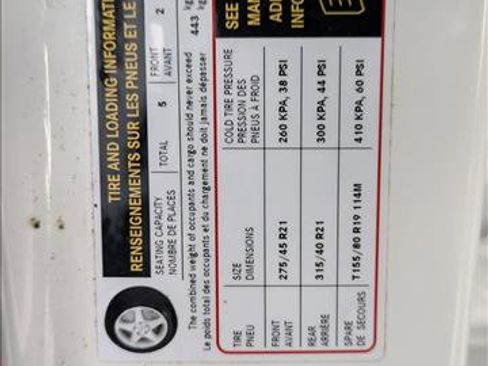 TIRE AND LOADING INFORMATI
RENSEIGNEMENTS SUR LES PNEUS ET LE
SEATING CAPACITY
NOMBRE DE PLACES
TOTAL 5
FRONT
AVANT
2
The combined weight of occupants and cargo should never exceed
Le poids total des occupants et du chargement ne doit jamais dépasser
443
kg
kg
TIRE
PNEU
SIZE
DIMENSIONS
COLD TIRE PRESSURE
PRESSION DES
PNEUS À FROID
FRONT
AVANT
275/45 R21
260 KPA, 38 PSI
REAR
ARRIÈRE
315/40 R21
300 KPA, 44 PSI
SPARE
DE SECOURS
T155/80 R19 114M
410 KPA, 60 PSI
SEE
MAN
ADI
INFO